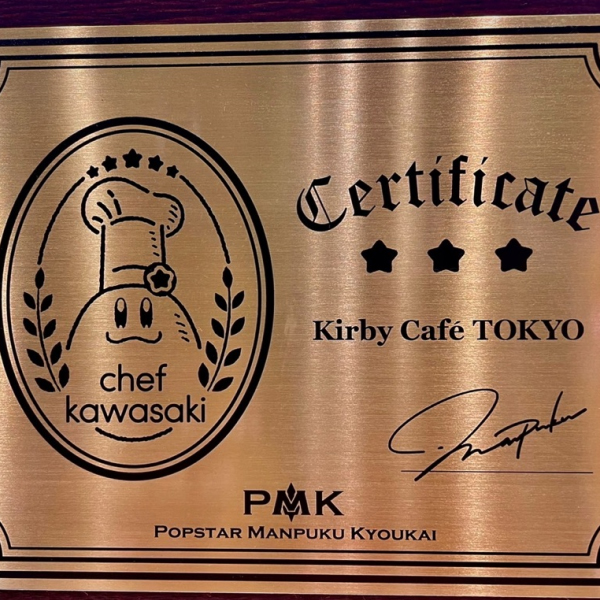 chef
kawasaki
Certificate
Kirby Café TOKYO
PMK
POPSTAR MANPUKU KYOUKAI